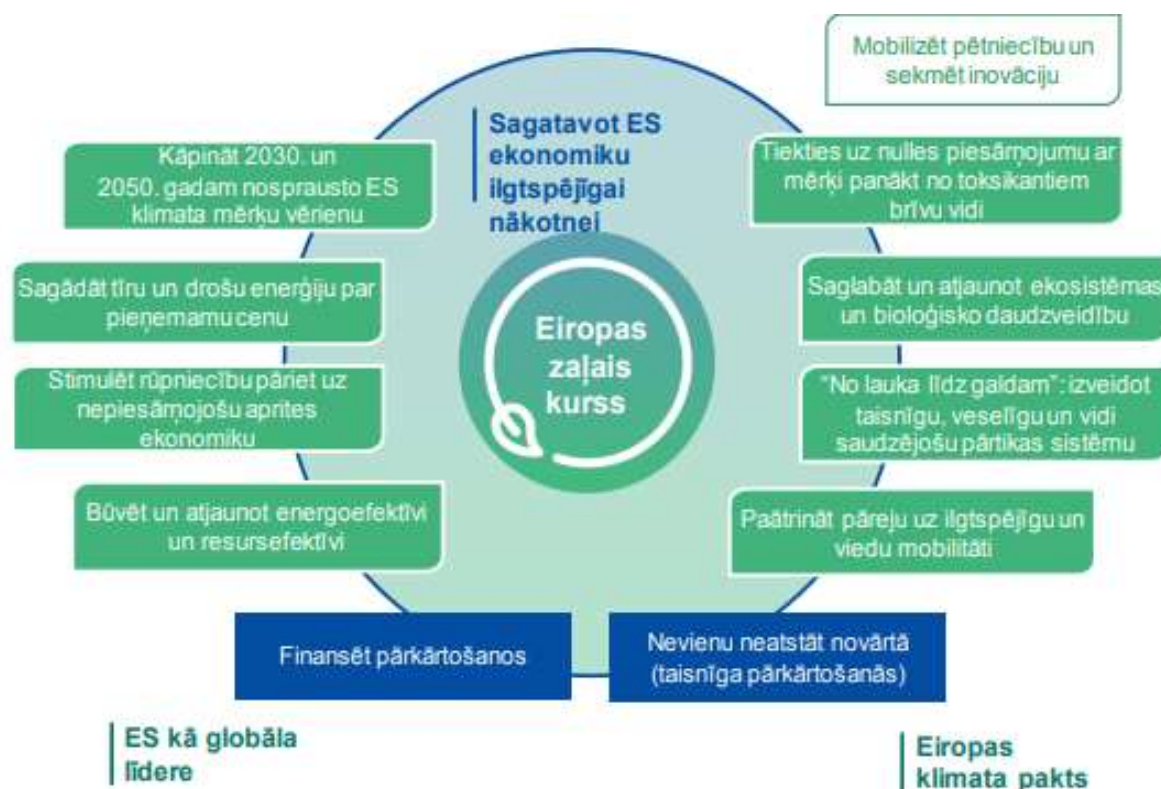 Mobilizēt pētniecību un
sekmēt inovāciju
Sagatavot ES
ekonomiku
ilgtspējīgai
nākotnei
Kāpināt 2030. un
2050. gadam nosprausto ES
klimata mērķu vērienu
Tiekties uz nulles piesārņojumu ar
mērķi panākt no toksikantiem
brīvu vidi
Sagādāt tīru un drošu enerģiju par
pieņemamu cenu
Saglabāt un atjaunot ekosistēmas
un bioloģisko daudzveidību
Eiropas
zaļais
kurss
Stimulēt rūpniecību pāriet uz
nepiesārņojošu aprites
ekonomiku
"No lauka līdz galdam": izveidot
taisnīgu, veselīgu un vidi
saudzējošu pārtikas sistēmu
Būvēt un atjaunot energoefektīvi
un resursefektīvi
Paātrināt pāreju uz ilgtspējīgu un
viedu mobilitāti
Finansēt pārkārtošanos
Nevienu neatstāt novārtā
(taisnīga pārkārtošanās)
ES kā globāla
līdere
Eiropas
klimata pakts